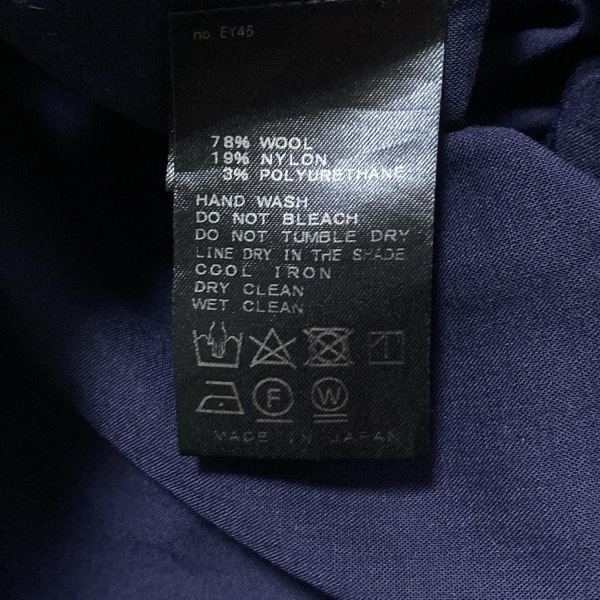 no. EY45
78% WOOL
19% NYLON
3% POLYURETHANE
HAND WASH
DO NOT BLEACH
DO NOT TUMBLE DRY
LINE DRY IN THE SHADE
COOL IRON
DRY CLEAN
WET CLEAN
F W
MADE IN JAPAN